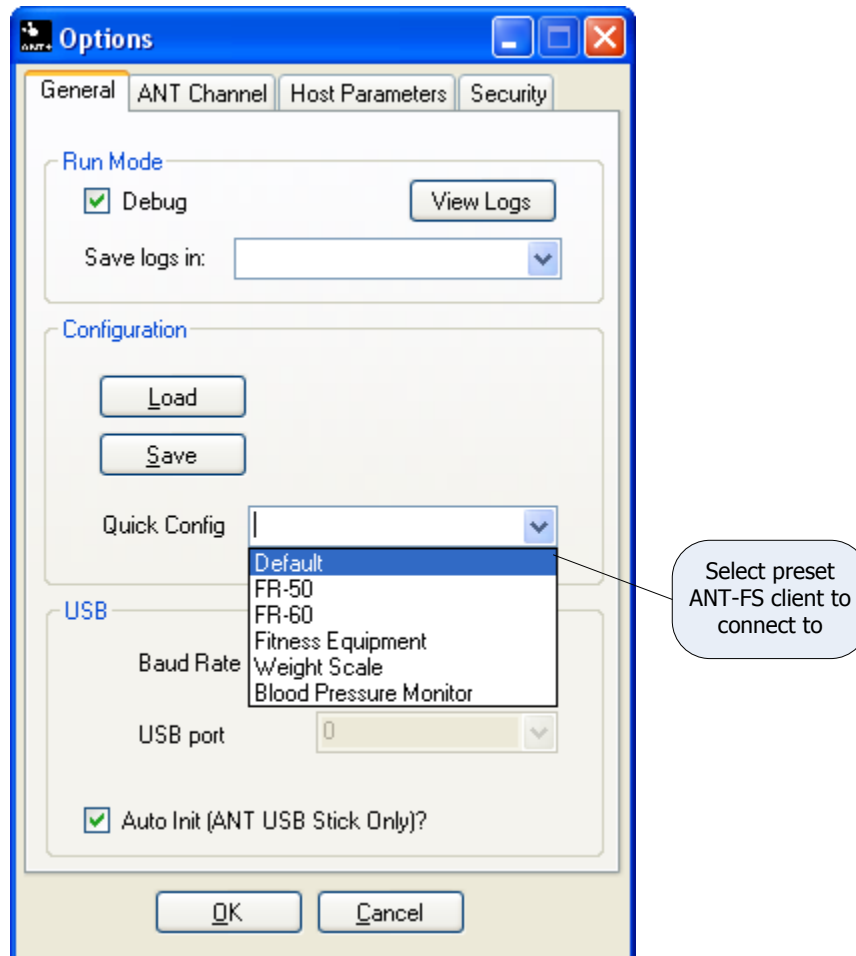 ANT+ Options
General ANT Channel Host Parameters Security
Run Mode
Debug View Logs
Save logs in:
Configuration
Load
Save
Quick Config
Default
FR-50
FR-60
Fitness Equipment
Weight Scale
Blood Pressure Monitor
USB
Baud Rate
USB port 0
Auto Init (ANT USB Stick Only)?
OK Cancel
Select preset
ANT-FS client to
connect to